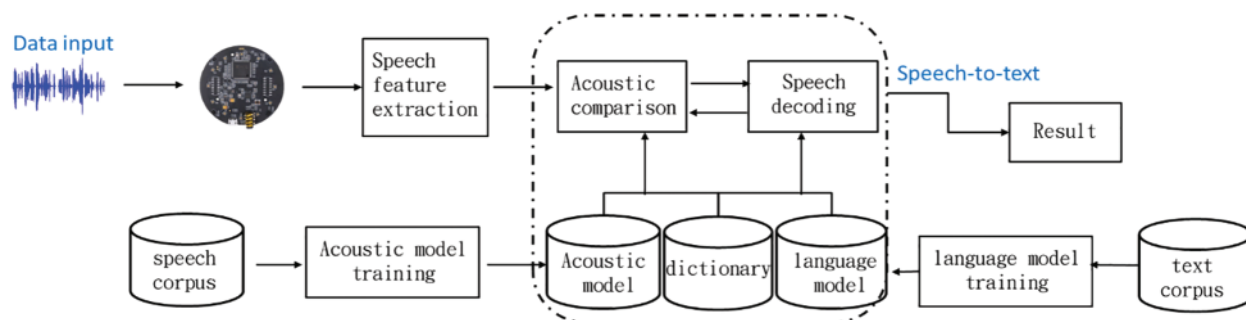 Data input
Speech
feature
extraction
Acoustic
comparison
Speech
decoding
Speech-to-text
Result
speech
corpus
Acoustic model
training
Acoustic
model
dictionary
language
model
language model
training
text
corpus